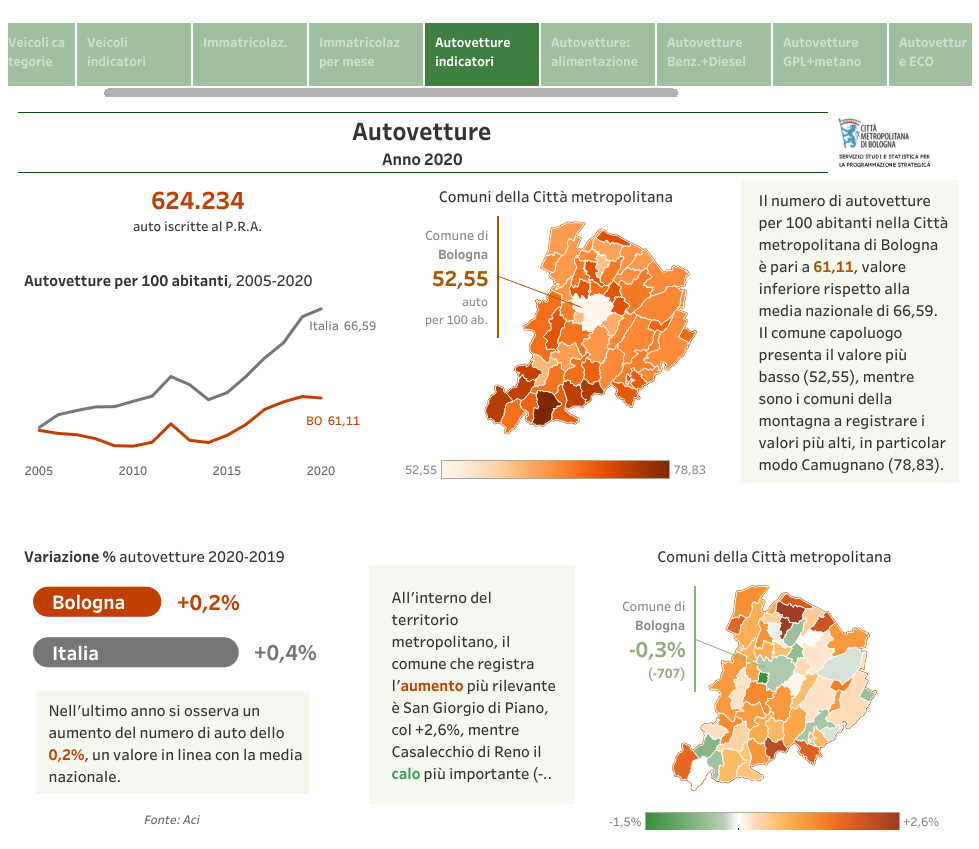 Veicoli ca
tegorie
Veicoli
indicatori
Immatricolaz.
Immatricolaz
per mese
Autovetture
indicatori
Autovetture:
alimentazione
Autovetture
Benz.+Diesel
Autovetture
GPL+metano
Autovettur
e ECO
Autovetture
Anno 2020
CITTÀ
METROPOLITANA
DI BOLOGNA
SERVIZIO STUDI E STATISTICA PER
LA PROGRAMMAZIONE STRATEGICA
624.234
auto iscritte al P.R.A.
Autovetture per 100 abitanti, 2005-2020
Italia 66,59
BO 61,11
2005 2010 2015 2020
Comuni della Città metropolitana
Comune di
Bologna
52,55
auto
per 100 ab.
52,55 78,83
Il numero di autovetture
per 100 abitanti nella Città
metropolitana di Bologna
è pari a 61,11, valore
inferiore rispetto alla
media nazionale di 66,59.
Il comune capoluogo
presenta il valore più
basso (52,55), mentre
sono i comuni della
montagna a registrare i
valori più alti, in particolar
modo Camugnano (78,83).
Variazione % autovetture 2020-2019
Bologna +0,2%
Italia +0,4%
Nell'ultimo anno si osserva un
aumento del numero di auto dello
0,2%, un valore in linea con la media
nazionale.
Fonte: Aci
All'interno del
territorio
metropolitano, il
comune che registra
l'aumento più rilevante
è San Giorgio di Piano,
col +2,6%, mentre
Casalecchio di Reno il
calo più importante (-..
Comuni della Città metropolitana
Comune di
Bologna
-0,3%
(-707)
-1,5% +2,6%